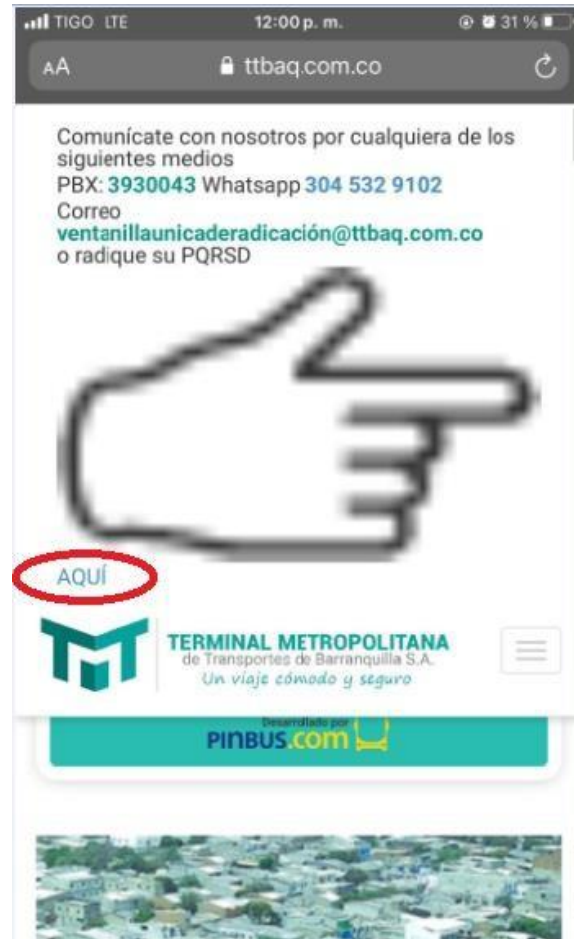 TIGO LTE 12:00 p. m. 31 %
AA ttbaq.com.co
Comunícate con nosotros por cualquiera de los
siguientes medios
PBX: 3930043 Whatsapp 304 532 9102
Correo
ventanillaunicaderadicación@ttbaq.com.co
o radique su PQRSD
AQUÍ
TERMINAL METROPOLITANA
de Transportes de Barranquilla S.A.
Un viaje cómodo y seguro
Desarrollado por
PINBUS.COM